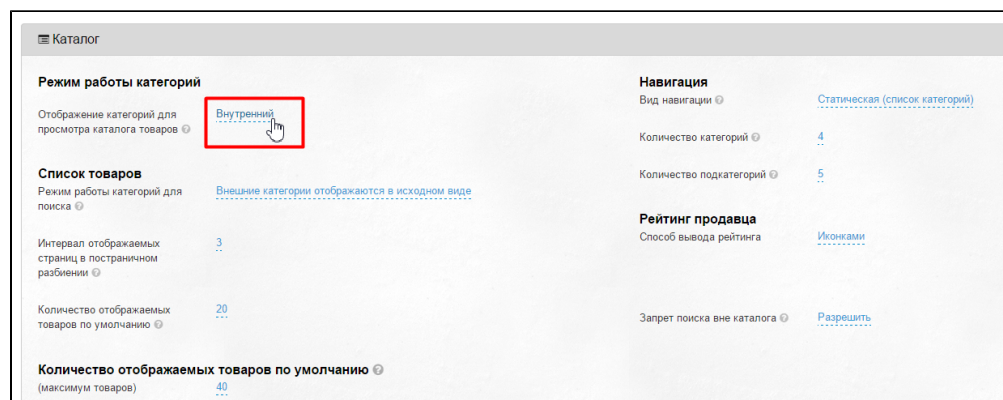 Каталог
Режим работы категорий
Отображение категорий для
просмотра каталога товаров
Внутренний
Список товаров
Режим работы категорий для
поиска
Внешние категории отображаются в исходном виде
Интервал отображаемых
страниц в постраничном
разбиении
3
Количество отображаемых
товаров по умолчанию
20
Количество отображаемых товаров по умолчанию
(максимум товаров)
40
Навигация
Вид навигации
Статическая (список категорий)
Количество категорий
4
Количество подкатегорий
5
Рейтинг продавца
Способ вывода рейтинга
Иконками
Запрет поиска вне каталога
Разрешить